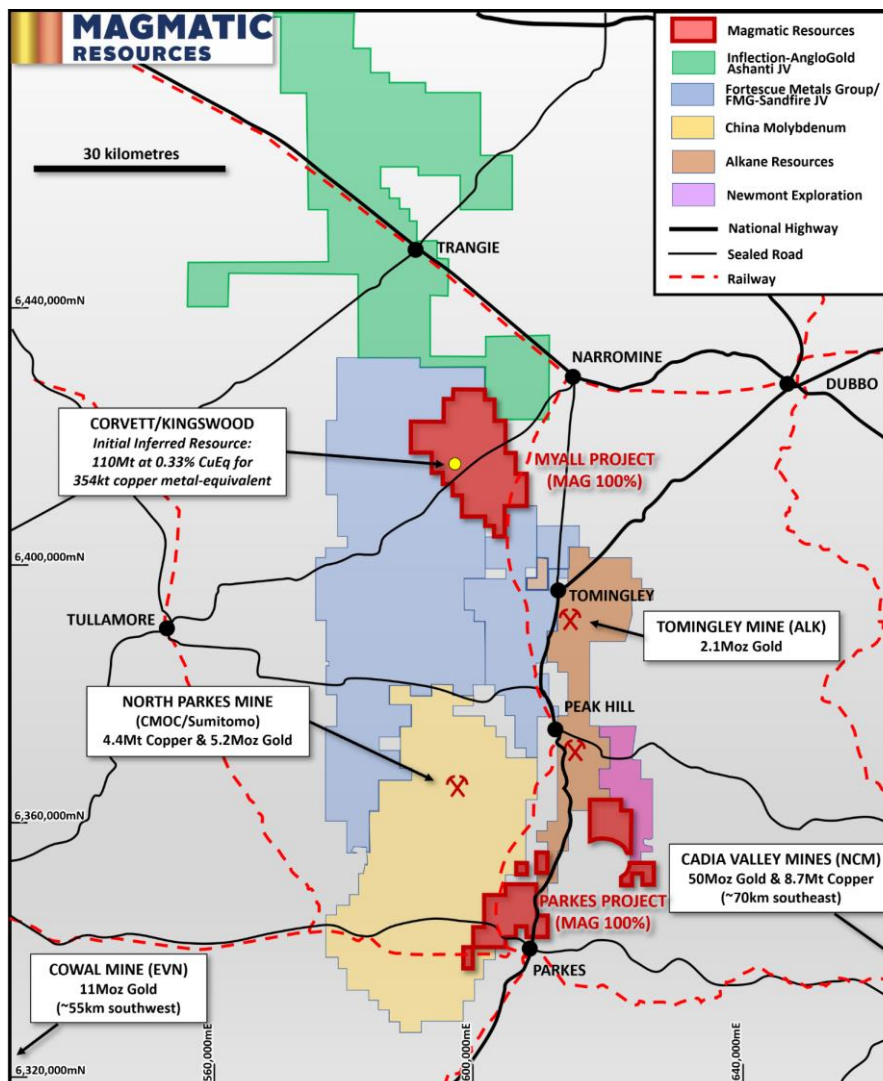 MAGMATIC
RESOURCES
Magmatic Resources
Inflection-AngloGold
Ashanti JV
Fortescue Metals Group/
FMG-Sandfire JV
China Molybdenum
Alkane Resources
Newmont Exploration
National Highway
Sealed Road
Railway
30 kilometres
TRANGIE
6,440,000mN
NARROMINE
DUBBO
CORVETT/KINGSWOOD
Initial Inferred Resource:
110Mt at 0.33% CuEq for
354kt copper metal-equivalent
MYALL PROJECT
(MAG 100%)
6,400,000mN
TOMINGLEY
TULLAMORE
TOMINGLEY MINE (ALK)
2.1Moz Gold
NORTH PARKES MINE
(CMOC/Sumitomo)
4.4Mt Copper & 5.2Moz Gold
PEAK HILL
6,360,000mN
CADIA VALLEY MINES (NCM)
50Moz Gold & 8.7Mt Copper
(~70km southeast)
PARKES PROJECT
(MAG 100%)
PARKES
COWAL MINE (EVN)
11Moz Gold
(~55km southwest)
6,320,000mN
560,000mE
600,000mE
640,000mE